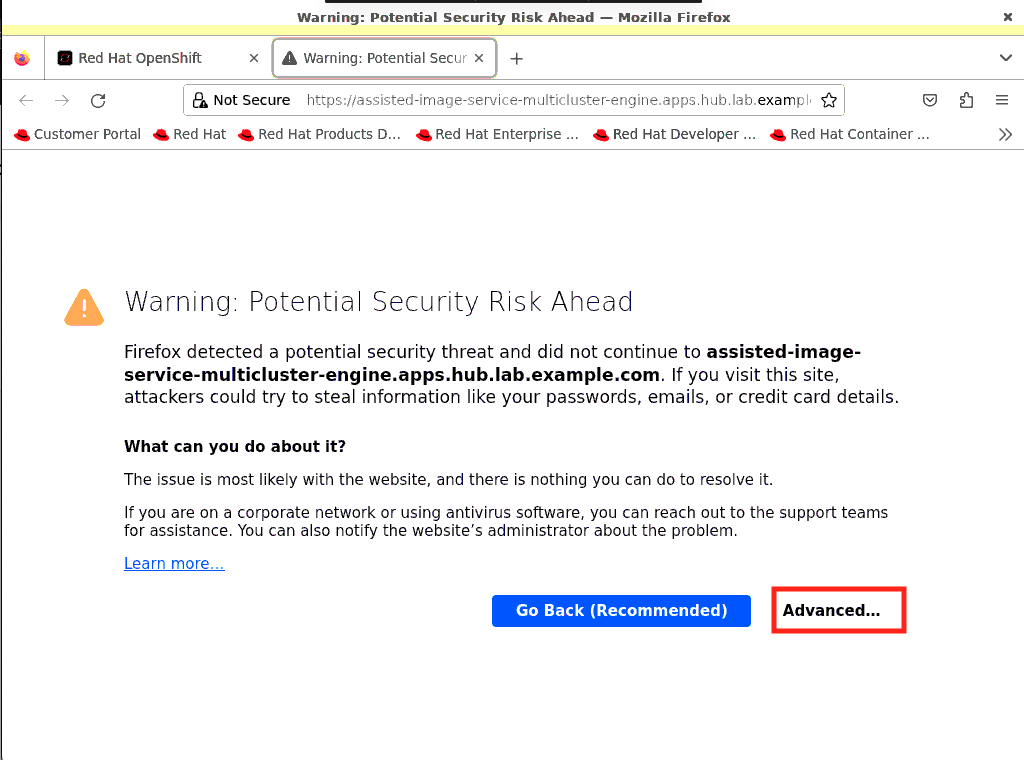 Warning: Potential Security Risk Ahead — Mozilla Firefox
Red Hat OpenShift
Warning: Potential Secur
Not Secure https://assisted-image-service-multicluster-engine.apps.hub.lab.exampl
Customer Portal Red Hat Red Hat Products D... Red Hat Enterprise ... Red Hat Developer ... Red Hat Container ...
Warning: Potential Security Risk Ahead
Firefox detected a potential security threat and did not continue to assisted-image-
service-multicluster-engine.apps.hub.lab.example.com. If you visit this site,
attackers could try to steal information like your passwords, emails, or credit card details.
What can you do about it?
The issue is most likely with the website, and there is nothing you can do to resolve it.
If you are on a corporate network or using antivirus software, you can reach out to the support teams
for assistance. You can also notify the website’s administrator about the problem.
Learn more…
Go Back (Recommended) Advanced…